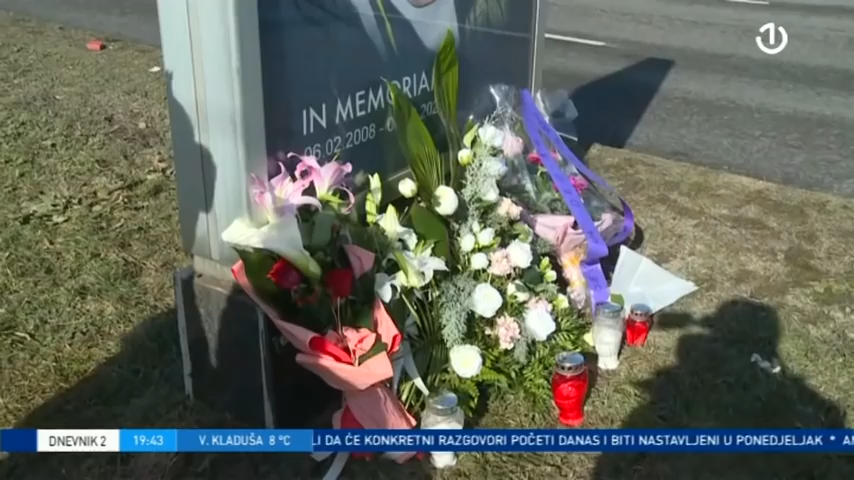 IN MEMORIAM
06.02.2008 -
DNEVNIK 2
19:43
V. KLADUŠA 8 °C
LI DA ĆE KONKRETNI RAZGOVORI POČETI DANAS I BITI NASTAVLJENI U PONEDJELJAK *